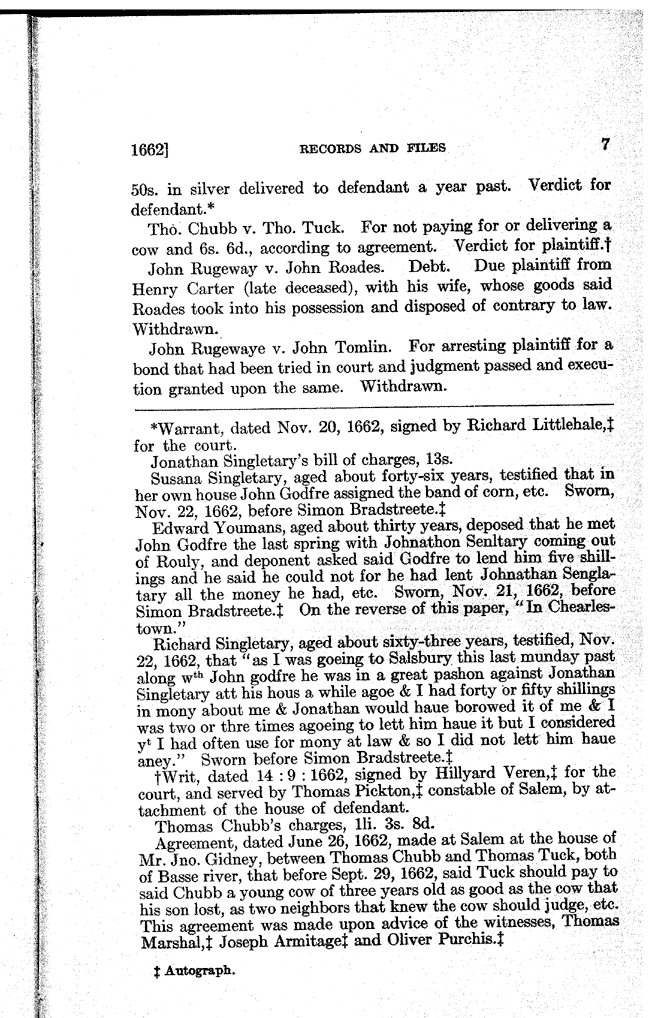 1662] RECORDS AND FILES 7
50s. in silver delivered to defendant a year past. Verdict for
defendant.*
Tho. Chubb v. Tho. Tuck. For not paying for or delivering a
cow and 6s. 6d., according to agreement. Verdict for plaintiff.†
John Rugeway v. John Roades. Debt. Due plaintiff from
Henry Carter (late deceased), with his wife, whose goods said
Roades took into his possession and disposed of contrary to law.
Withdrawn.
John Rugewaye v. John Tomlin. For arresting plaintiff for a
bond that had been tried in court and judgment passed and execu-
tion granted upon the same. Withdrawn.
*Warrant, dated Nov. 20, 1662, signed by Richard Littlehale,‡
for the court.
Jonathan Singletary's bill of charges, 13s.
Susana Singletary, aged about forty-six years, testified that in
her own house John Godfre assigned the band of corn, etc. Sworn,
Nov. 22, 1662, before Simon Bradstreete.‡
Edward Youmans, aged about thirty years, deposed that he met
John Godfre the last spring with Johnathon Senltary coming out
of Rouly, and deponent asked said Godfre to lend him five shill-
ings and he said he could not for he had lent Johnathan Sengla-
tary all the money he had, etc. Sworn, Nov. 21, 1662, before
Simon Bradstreete.‡ On the reverse of this paper, "In Chearles-
town."
Richard Singletary, aged about sixty-three years, testified, Nov.
22, 1662, that "as I was goeing to Salsbury this last munday past
along wth John godfre he was in a great pashon against Jonathan
Singletary att his hous a while agoe & I had forty or fifty shillings
in mony about me & Jonathan would haue borowed it of me & I
was two or thre times agoeing to lett him haue it but I considered
yt I had often use for mony at law & so I did not lett him haue
aney." Sworn before Simon Bradstreete.‡
†Writ, dated 14 : 9 : 1662, signed by Hillyard Veren,‡ for the
court, and served by Thomas Pickton,‡ constable of Salem, by at-
tachment of the house of defendant.
Thomas Chubb's charges, 1li. 3s. 8d.
Agreement, dated June 26, 1662, made at Salem at the house of
Mr. Jno. Gidney, between Thomas Chubb and Thomas Tuck, both
of Basse river, that before Sept. 29, 1662, said Tuck should pay to
said Chubb a young cow of three years old as good as the cow that
his son lost, as two neighbors that knew the cow should judge, etc.
This agreement was made upon advice of the witnesses, Thomas
Marshal,‡ Joseph Armitage‡ and Oliver Purchis.‡
‡ Autograph.